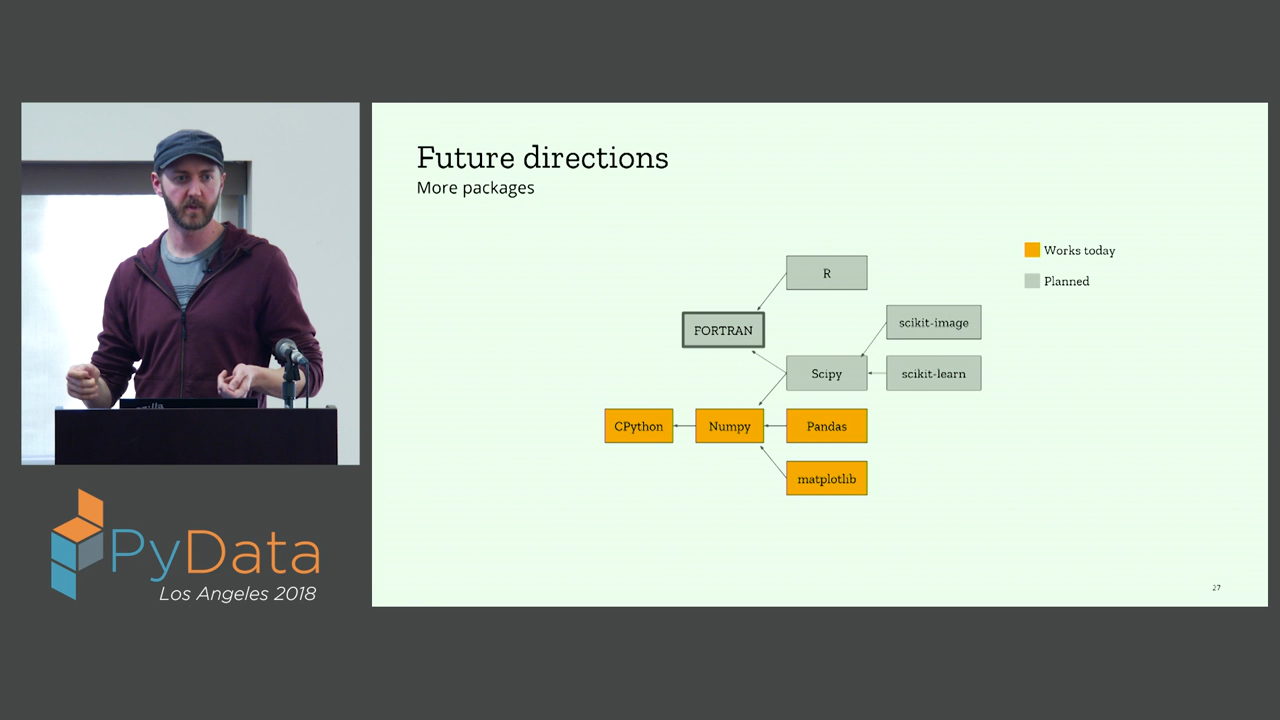 Future directions
More packages
Works today
Planned
R
FORTRAN
scikit-image
Scipy
scikit-learn
CPython
Numpy
Pandas
matplotlib
27
PyData
Los Angeles 2018